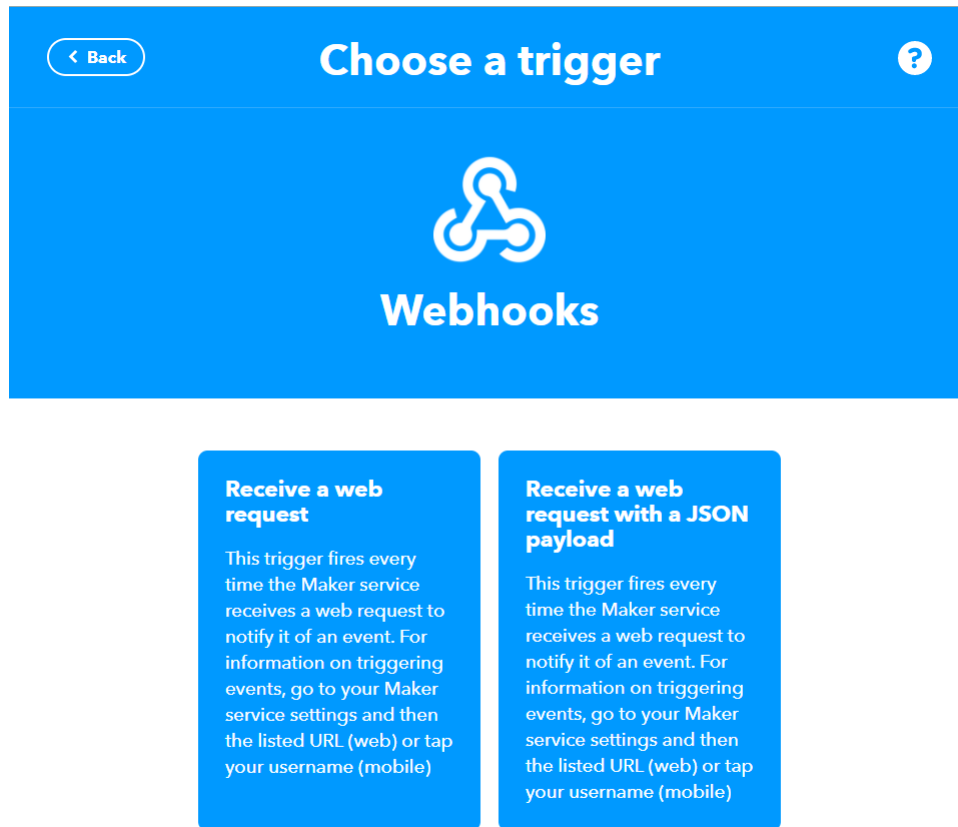 Back
Choose a trigger
?
Webhooks
Receive a web
request
This trigger fires every
time the Maker service
receives a web request to
notify it of an event. For
information on triggering
events, go to your Maker
service settings and then
the listed URL (web) or tap
your username (mobile)
Receive a web
request with a JSON
payload
This trigger fires every
time the Maker service
receives a web request to
notify it of an event. For
information on triggering
events, go to your Maker
service settings and then
the listed URL (web) or tap
your username (mobile)